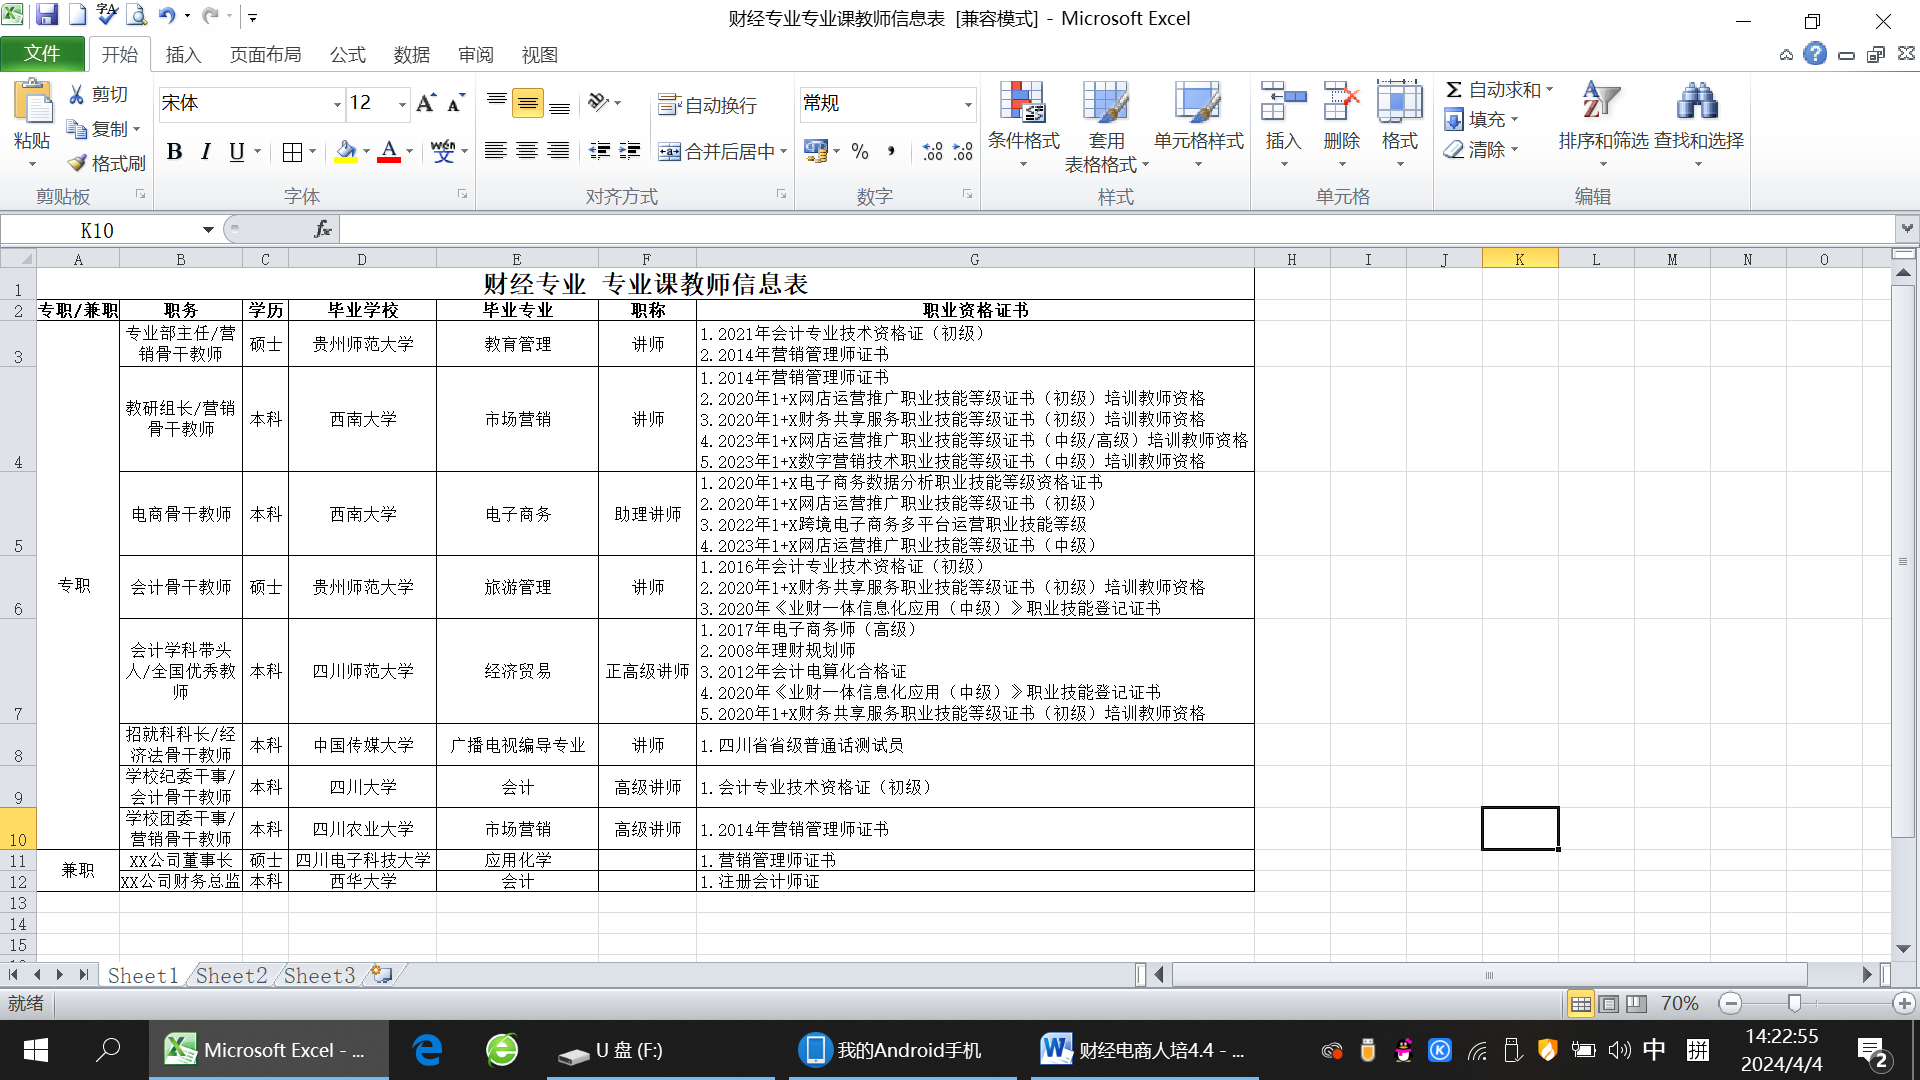 财经专业专业课教师信息表 [兼容模式] - Microsoft Excel
文件 开始 插入 页面布局 公式 数据 审阅 视图
粘贴
剪切
复制
格式刷
剪贴板
宋体 12
B I U
字体
自动换行
合并后居中
对齐方式
常规
%
数字
条件格式
套用
表格格式
单元格样式
样式
插入
删除
格式
单元格
Σ 自动求和
填充
清除
排序和筛选
查找和选择
编辑
K10 fx
A B C D E F G H I J K L M N O
1 财经专业 专业课教师信息表
2 专职/兼职 职务 学历 毕业学校 毕业专业 职称 职业资格证书
专职
3
专业部主任/营
销骨干教师
硕士 贵州师范大学 教育管理 讲师
1.2021年会计专业技术资格证（初级）
2.2014年营销管理师证书
4
教研组长/营销
骨干教师
本科 西南大学 市场营销 讲师
1.2014年营销管理师证书
2.2020年1+X网店运营推广职业技能等级证书（初级）培训教师资格
3.2020年1+X财务共享服务职业技能等级证书（初级）培训教师资格
4.2023年1+X网店运营推广职业技能等级证书（中级/高级）培训教师资格
5.2023年1+X数字营销技术职业技能等级证书（中级）培训教师资格
5
电商骨干教师 本科 西南大学 电子商务 助理讲师
1.2020年1+X电子商务数据分析职业技能等级资格证书
2.2020年1+X网店运营推广职业技能等级证书（初级）
3.2022年1+X跨境电子商务多平台运营职业技能等级
4.2023年1+X网店运营推广职业技能等级证书（中级）
6
会计骨干教师 硕士 贵州师范大学 旅游管理 讲师
1.2016年会计专业技术资格证（初级）
2.2020年1+X财务共享服务职业技能等级证书（初级）培训教师资格
3.2020年《业财一体信息化应用（中级）》职业技能登记证书
7
会计学科带头
人/全国优秀教
师
本科 四川师范大学 经济贸易 正高级讲师
1.2017年电子商务师（高级）
2.2008年理财规划师
3.2012年会计电算化合格证
4.2020年《业财一体信息化应用（中级）》职业技能登记证书
5.2020年1+X财务共享服务职业技能等级证书（初级）培训教师资格
8
招就科科长/经
济法骨干教师
本科 中国传媒大学 广播电视编导专业 讲师 1.四川省省级普通话测试员
9
学校纪委干事/
会计骨干教师
本科 四川大学 会计 高级讲师 1.会计专业技术资格证（初级）
10
学校团委干事/
营销骨干教师
本科 四川农业大学 市场营销 高级讲师 1.2014年营销管理师证书
兼职
11 XX公司董事长 硕士 四川电子科技大学 应用化学 1.营销管理师证书
12 XX公司财务总监 本科 西华大学 会计 1.注册会计师证
13
14
15
Sheet1 Sheet2 Sheet3
就绪 70%
Microsoft Excel - ... U 盘 (F:) 我的Android手机 财经电商人培4.4 - ... 中 拼 14:22:55
2024/4/4
2